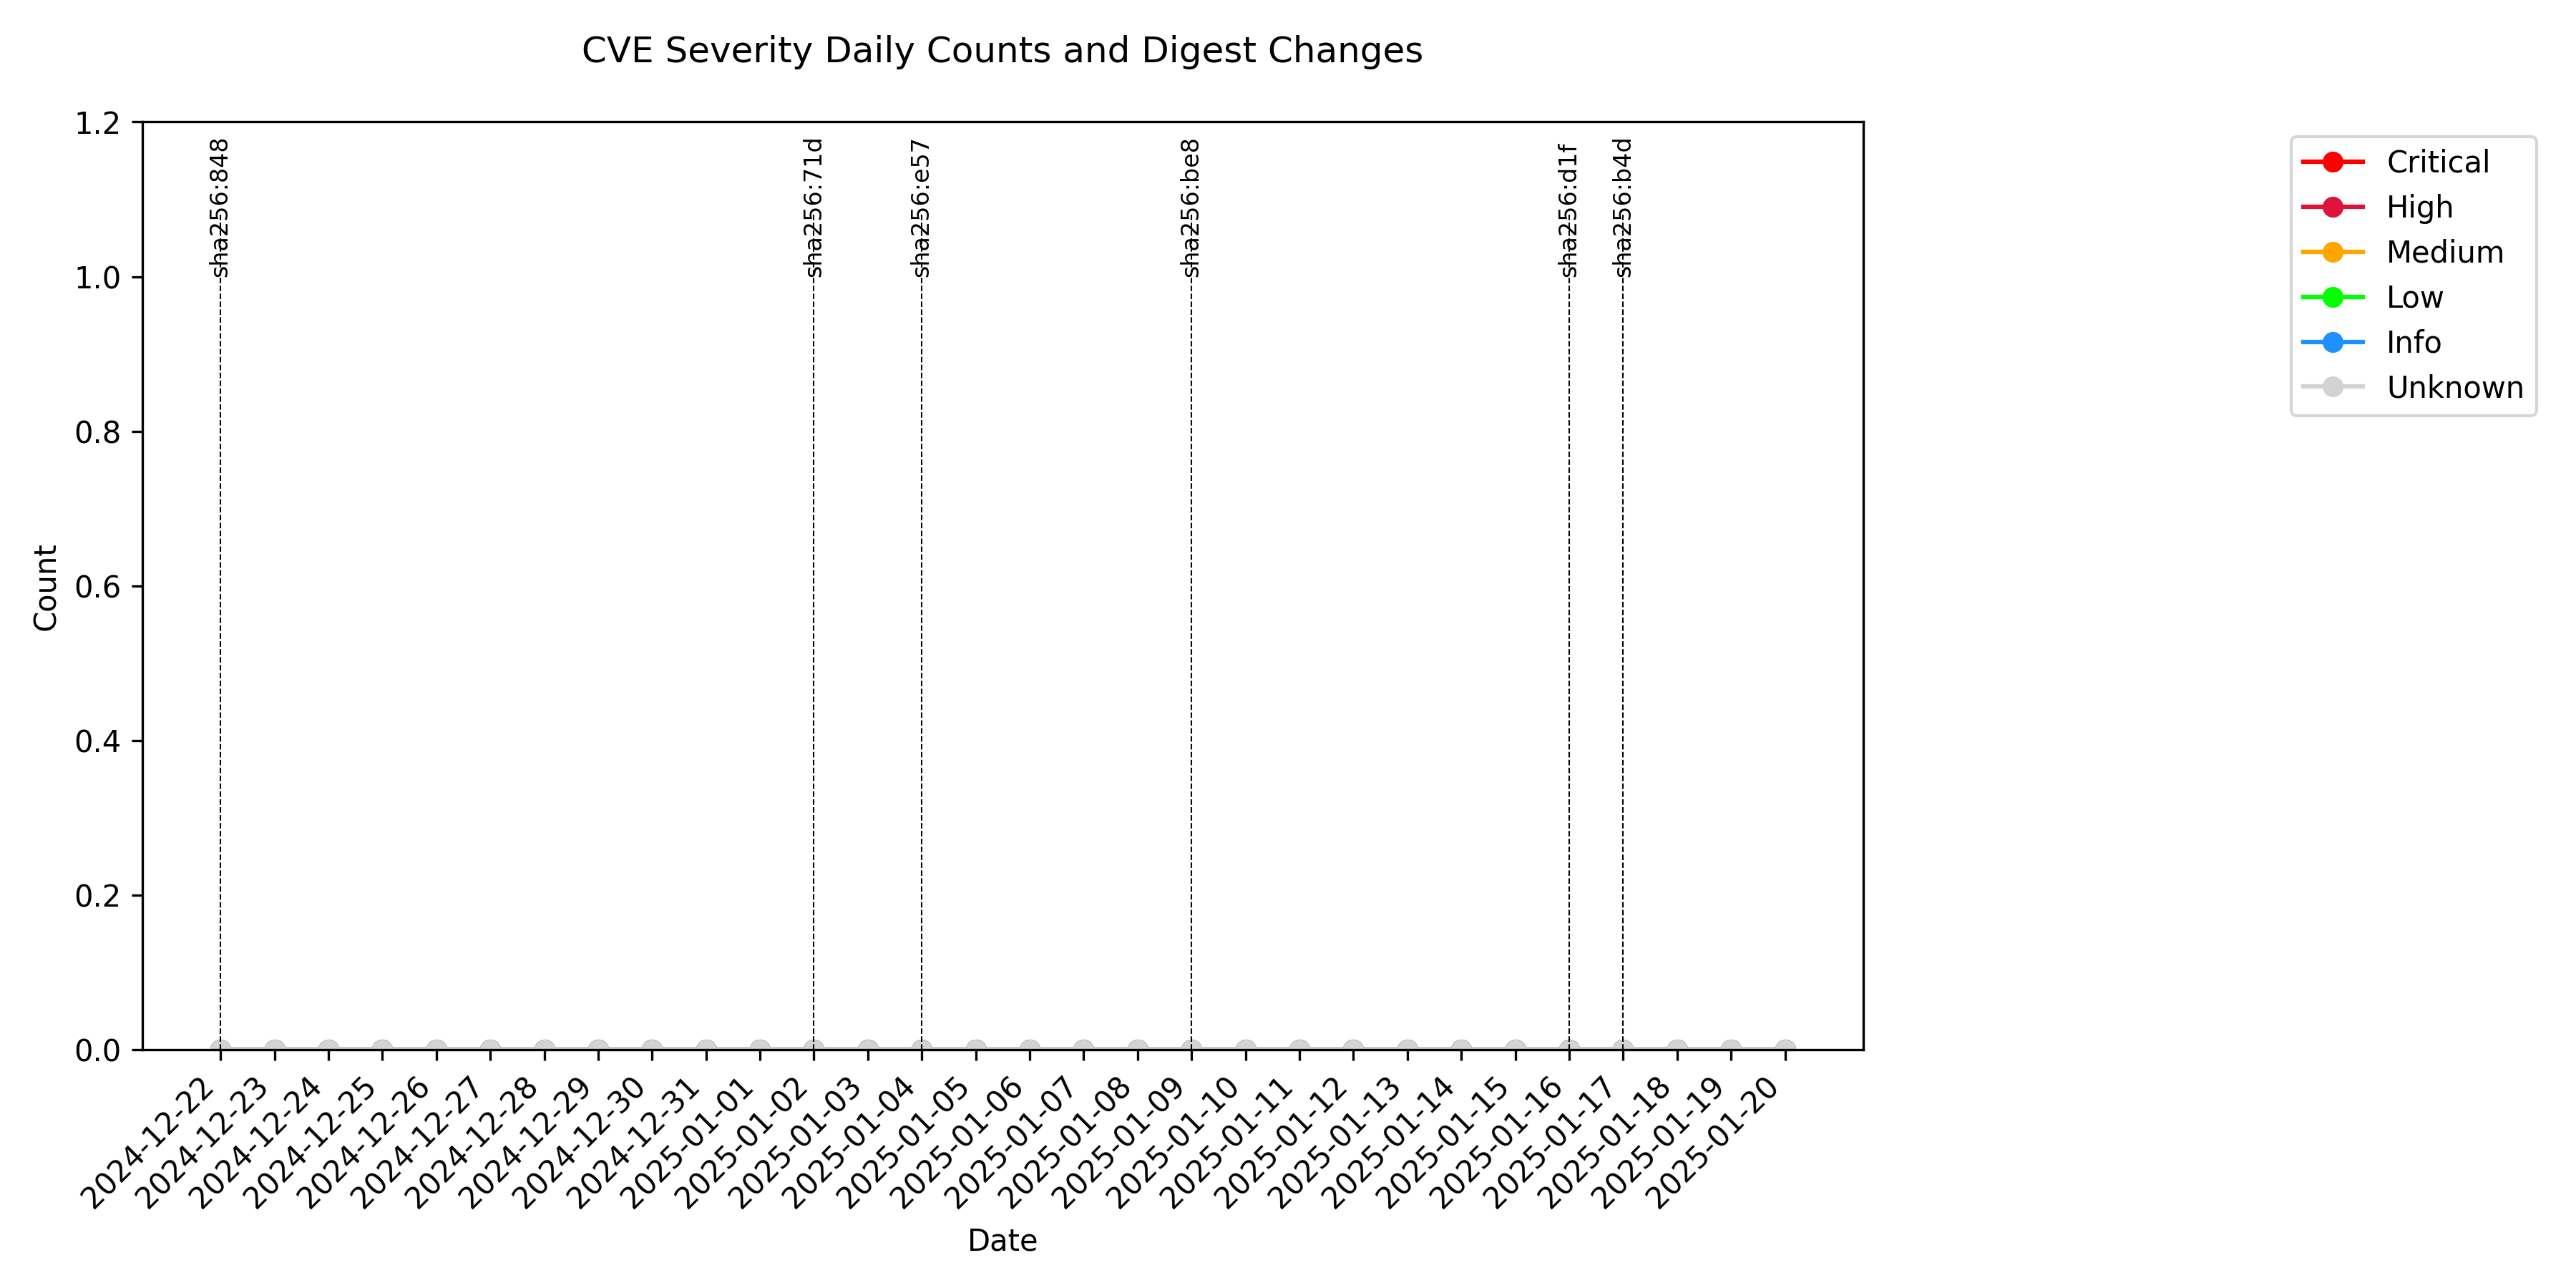 CVE Severity Daily Counts and Digest Changes
1.2
1.0
0.8
0.6
0.4
0.2
0.0
Count
sha256:848
sha256:71d
sha256:e57
sha256:be8
sha256:d1f
sha256:b4d
Critical
High
Medium
Low
Info
Unknown
2024-12-22
2024-12-23
2024-12-24
2024-12-25
2024-12-26
2024-12-27
2024-12-28
2024-12-29
2024-12-30
2024-12-31
2025-01-01
2025-01-02
2025-01-03
2025-01-04
2025-01-05
2025-01-06
2025-01-07
2025-01-08
2025-01-09
2025-01-10
2025-01-11
2025-01-12
2025-01-13
2025-01-14
2025-01-15
2025-01-16
2025-01-17
2025-01-18
2025-01-19
2025-01-20
Date